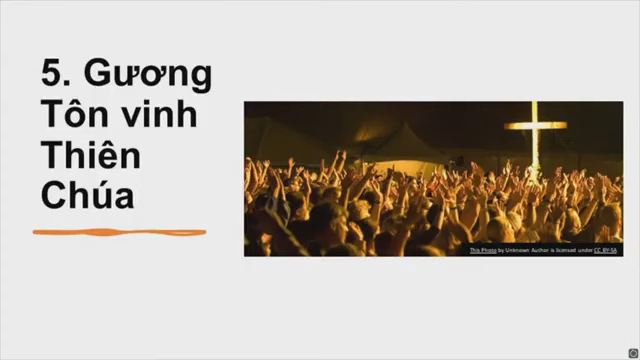 5. Gương
Tôn vinh
Thiên
Chúa
This Photo by Unknown Author is licensed under CC BY-SA